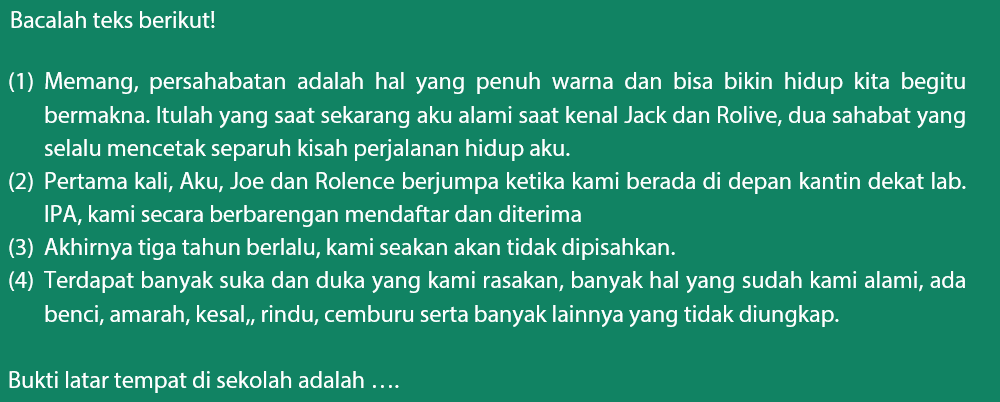 Bacalah teks berikut!
(1) Memang, persahabatan adalah hal yang penuh warna dan bisa bikin hidup kita begitu
bermakna. Itulah yang saat sekarang aku alami saat kenal Jack dan Rolive, dua sahabat yang
selalu mencetak separuh kisah perjalanan hidup aku.
(2) Pertama kali, Aku, Joe dan Rolence berjumpa ketika kami berada di depan kantin dekat lab.
IPA, kami secara berbarengan mendaftar dan diterima
(3) Akhirnya tiga tahun berlalu, kami seakan akan tidak dipisahkan.
(4) Terdapat banyak suka dan duka yang kami rasakan, banyak hal yang sudah kami alami, ada
benci, amarah, kesal,, rindu, cemburu serta banyak lainnya yang tidak diungkap.
Bukti latar tempat di sekolah adalah ….